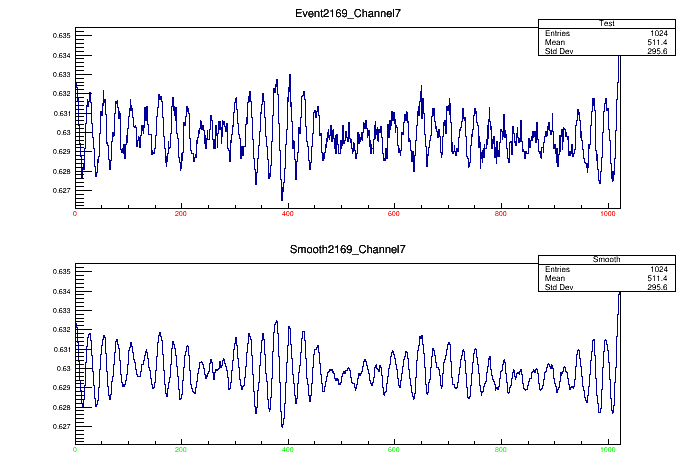 Event2169_Channel7
Test
Entries 1024
Mean 511.4
Std Dev 295.6
0.635
0.634
0.633
0.632
0.631
0.63
0.629
0.628
0.627
0 200 400 600 800 1000
Smooth2169_Channel7
Smooth
Entries 1024
Mean 511.4
Std Dev 295.6
0.635
0.634
0.633
0.632
0.631
0.63
0.629
0.628
0.627
0 200 400 600 800 1000